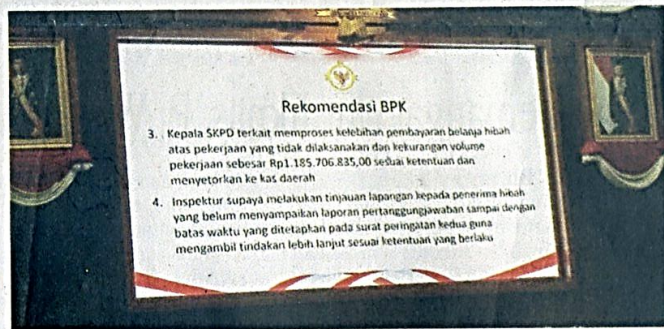 Rekomendasi BPK
3. Kepala SKPD terkait memproses kelebihan pembayaran belanja hibah
atas pekerjaan yang tidak dilaksanakan dan kekurangan volume
pekerjaan sebesar Rp1.185.706.835,00 sesuai ketentuan dan
menyetorkan ke kas daerah
4. Inspektur supaya melakukan tinjauan lapangan kepada penerima hibah
yang belum menyampaikan laporan pertanggungjawaban sampai dengan
batas waktu yang ditetapkan pada surat peringatan kedua guna
mengambil tindakan lebih lanjut sesuai ketentuan yang berlaku